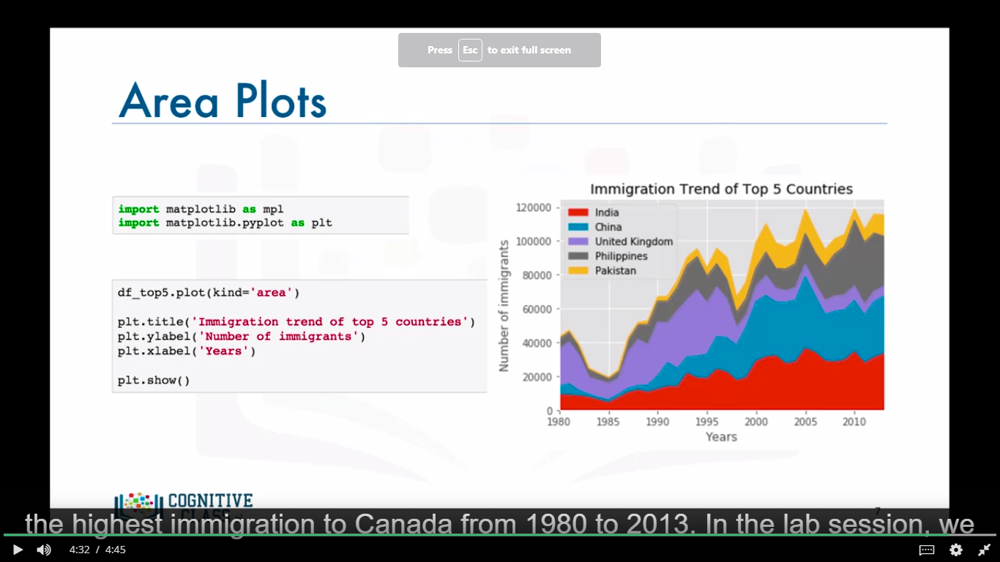 Press Esc to exit full screen
Area Plots
import matplotlib as mpl
import matplotlib.pyplot as plt
df_top5.plot(kind='area')
plt.title('Immigration trend of top 5 countries')
plt.ylabel('Number of immigrants')
plt.xlabel('Years')
plt.show()
Immigration Trend of Top 5 Countries
Number of immigrants
120000
100000
80000
60000
40000
20000
0
India
China
United Kingdom
Philippines
Pakistan
1980 1985 1990 1995 2000 2005 2010
Years
COGNITIVE
7
the highest immigration to Canada from 1980 to 2013. In the lab session, we
4:32 / 4:45